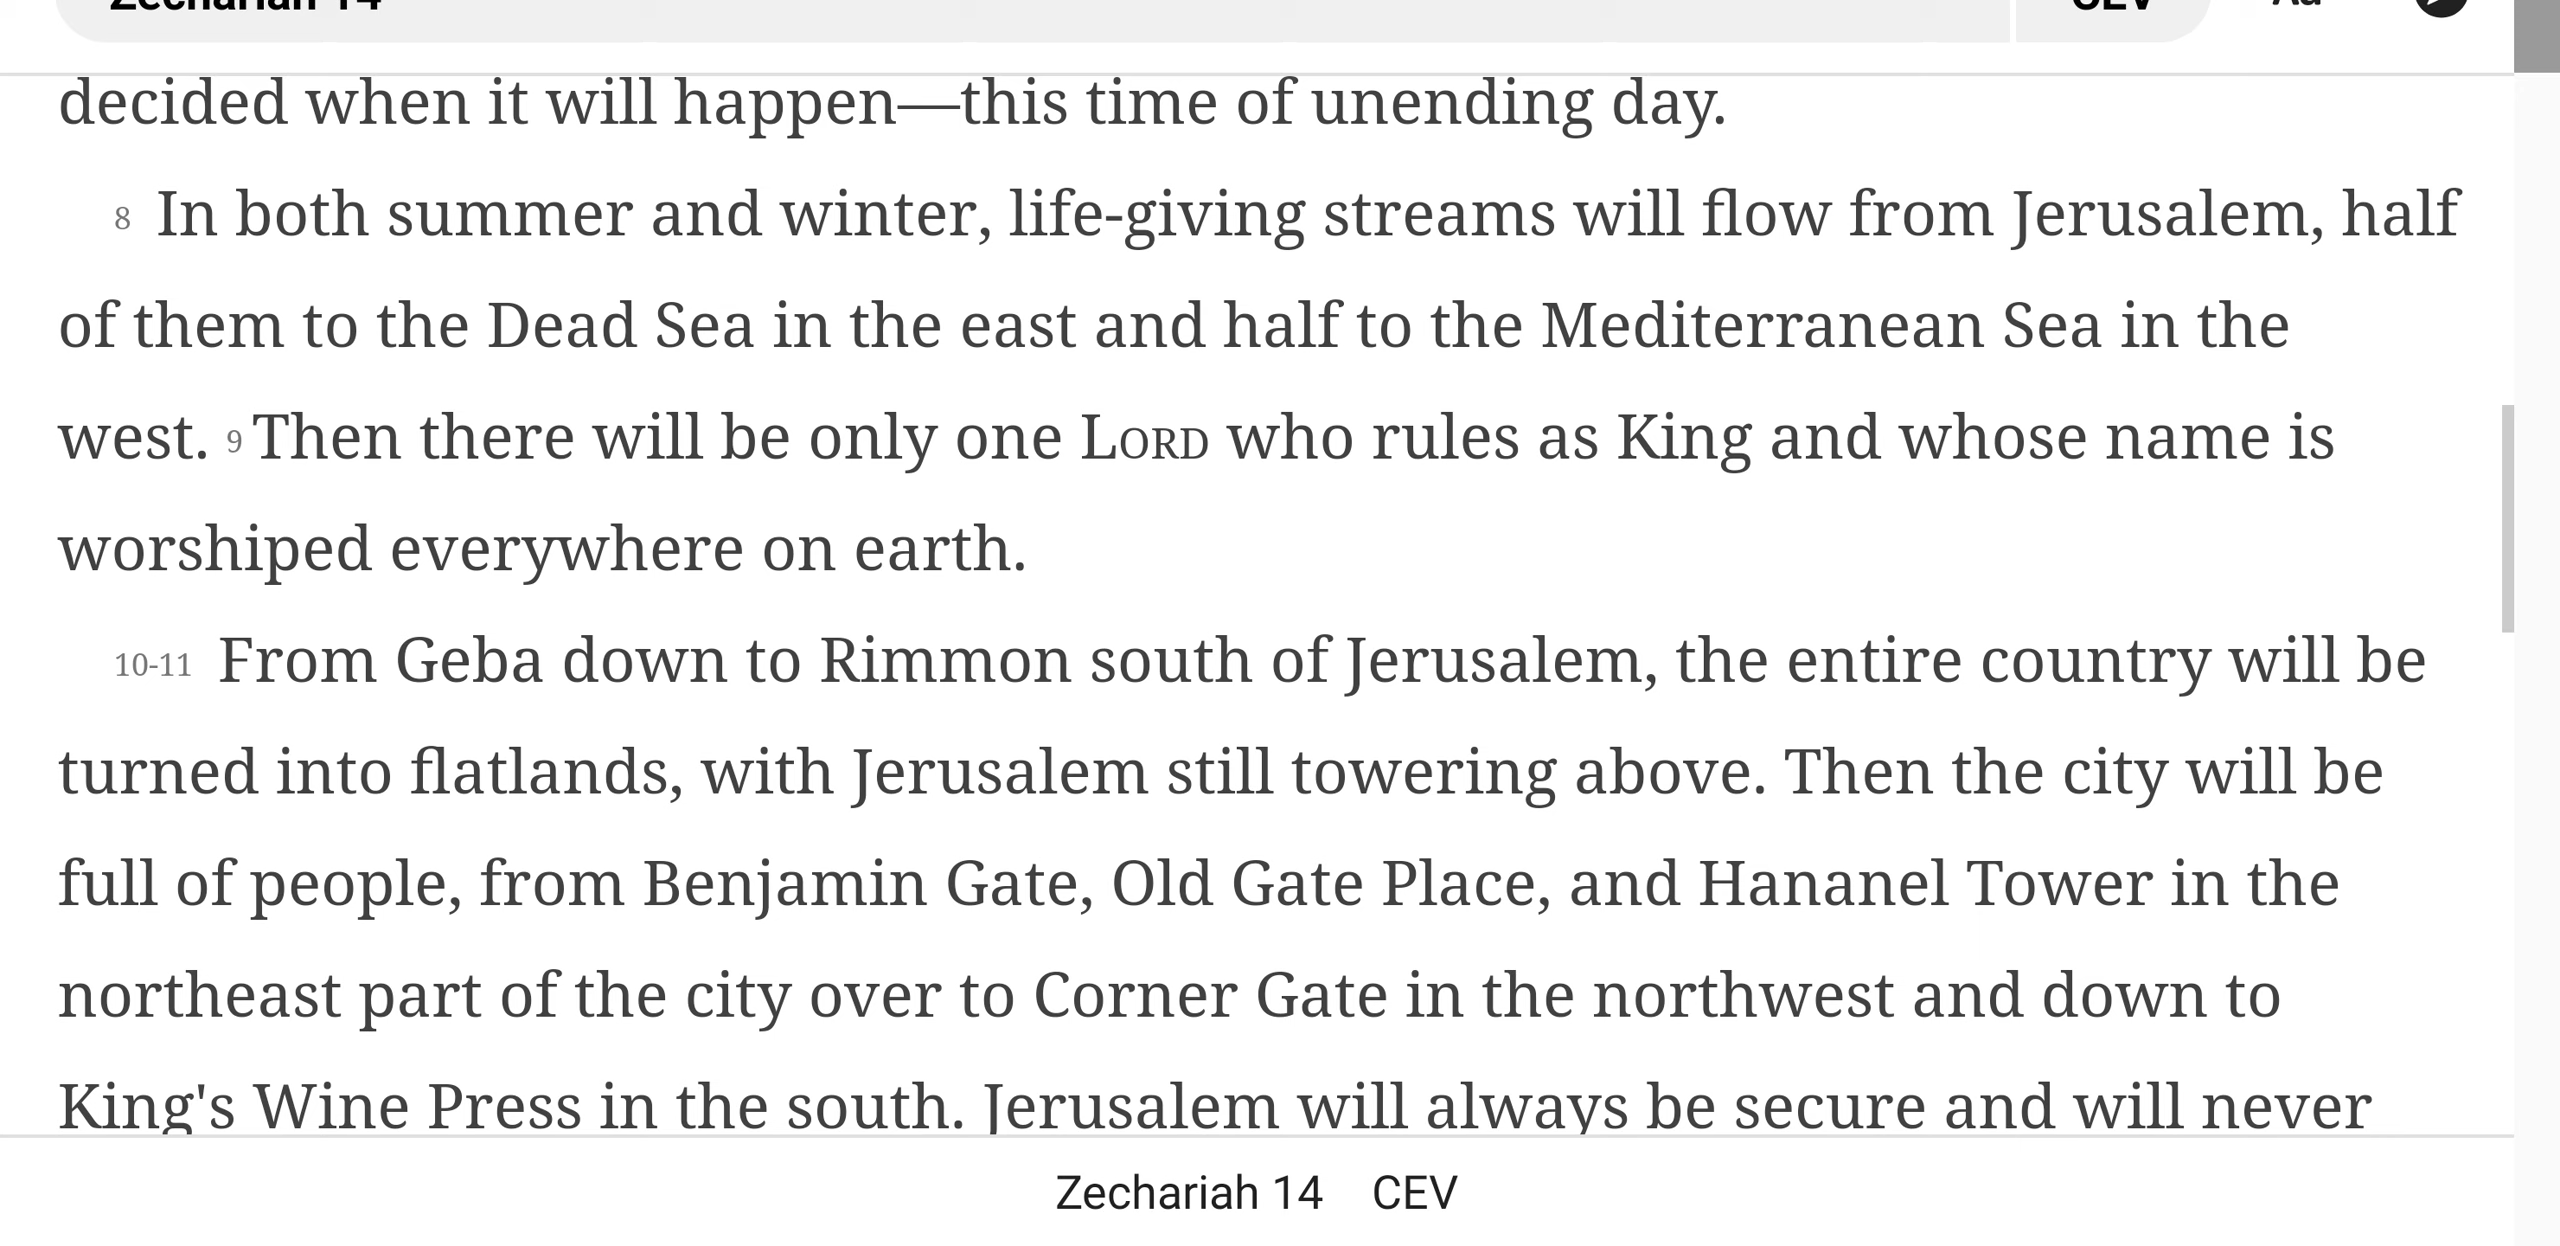 Zechariah 14 CEV Aa
decided when it will happen—this time of unending day.
8 In both summer and winter, life-giving streams will flow from Jerusalem, half
of them to the Dead Sea in the east and half to the Mediterranean Sea in the
west. 9 Then there will be only one LORD who rules as King and whose name is
worshiped everywhere on earth.
10-11 From Geba down to Rimmon south of Jerusalem, the entire country will be
turned into flatlands, with Jerusalem still towering above. Then the city will be
full of people, from Benjamin Gate, Old Gate Place, and Hananel Tower in the
northeast part of the city over to Corner Gate in the northwest and down to
King's Wine Press in the south. Jerusalem will always be secure and will never
Zechariah 14 CEV